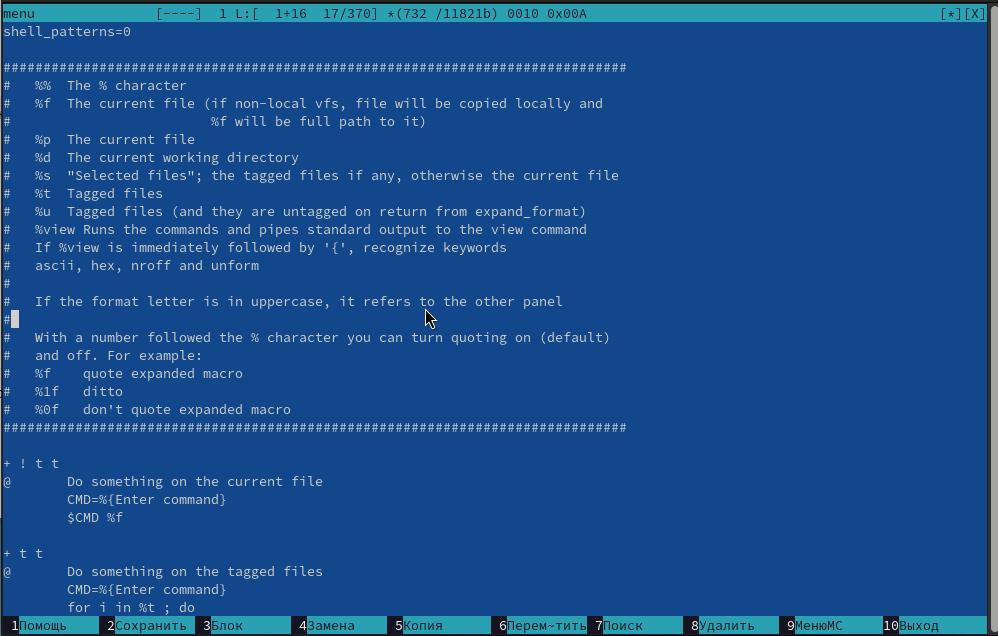 menu [----] 1 L:[ 1+16 17/370] *(732 /11821b) 0010 0x00A [*][X]
shell_patterns=0
##############################################################################
# %% The % character
# %f The current file (if non-local vfs, file will be copied locally and
# %f will be full path to it)
# %p The current file
# %d The current working directory
# %s "Selected files"; the tagged files if any, otherwise the current file
# %t Tagged files
# %u Tagged files (and they are untagged on return from expand_format)
# %view Runs the commands and pipes standard output to the view command
# If %view is immediately followed by '{', recognize keywords
# ascii, hex, nroff and unform
#
# If the format letter is in uppercase, it refers to the other panel
#
# With a number followed the % character you can turn quoting on (default)
# and off. For example:
# %f quote expanded macro
# %1f ditto
# %0f don't quote expanded macro
##############################################################################
+ ! t t
@ Do something on the current file
CMD=%{Enter command}
$CMD %f
+ t t
@ Do something on the tagged files
CMD=%{Enter command}
for i in %t ; do
1Помощь 2Сохранить 3Блок 4Замена 5Копия 6Перем~тить 7Поиск 8Удалить 9МенюMC 10Выход